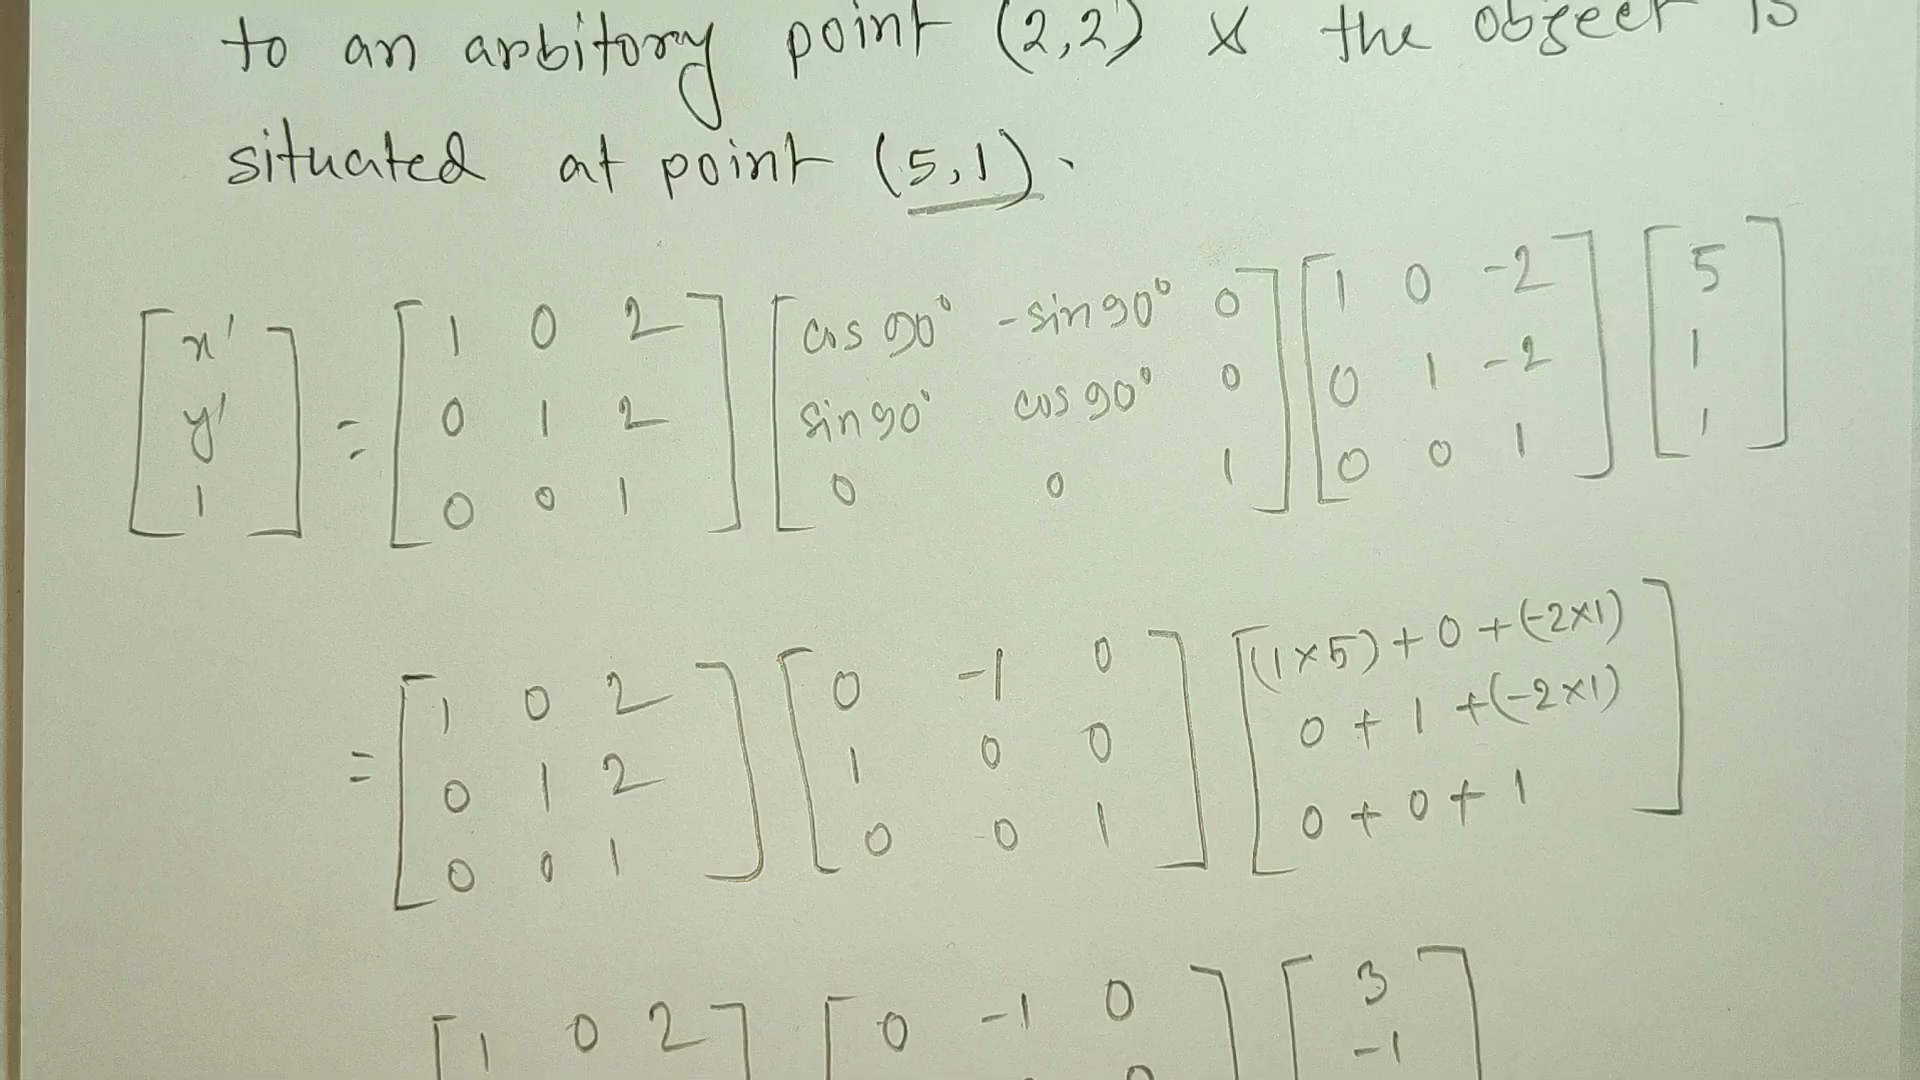 to an arbitory point (2,2) & the object is
situated at point (5,1).
[x' y' 1] = [1 0 2; 0 1 2; 0 0 1] [cos 90° -sin 90° 0; sin 90° cos 90° 0; 0 0 1] [1 0 -2; 0 1 -2; 0 0 1] [5; 1; 1]
= [1 0 2; 0 1 2; 0 0 1] [0 -1 0; 1 0 0; 0 0 1] [(1×5) + 0 + (-2×1); 0 + 1 + (-2×1); 0 + 0 + 1]
[1 0 2] [0 -1 0] [3
0 -1